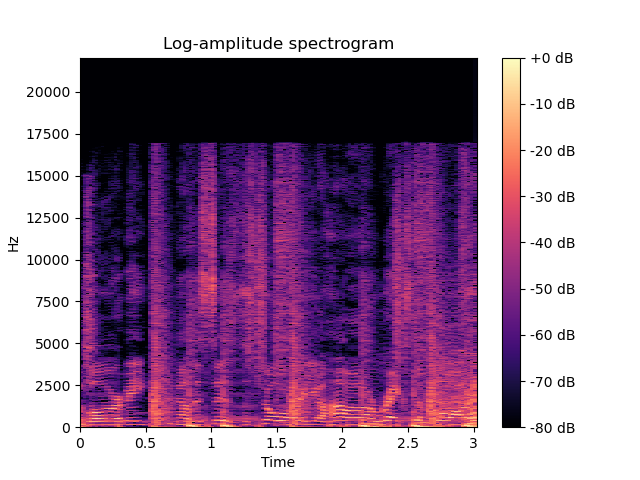 Log-amplitude spectrogram
Hz
20000
17500
15000
12500
10000
7500
5000
2500
0
0 0.5 1 1.5 2 2.5 3
Time
+0 dB
-10 dB
-20 dB
-30 dB
-40 dB
-50 dB
-60 dB
-70 dB
-80 dB